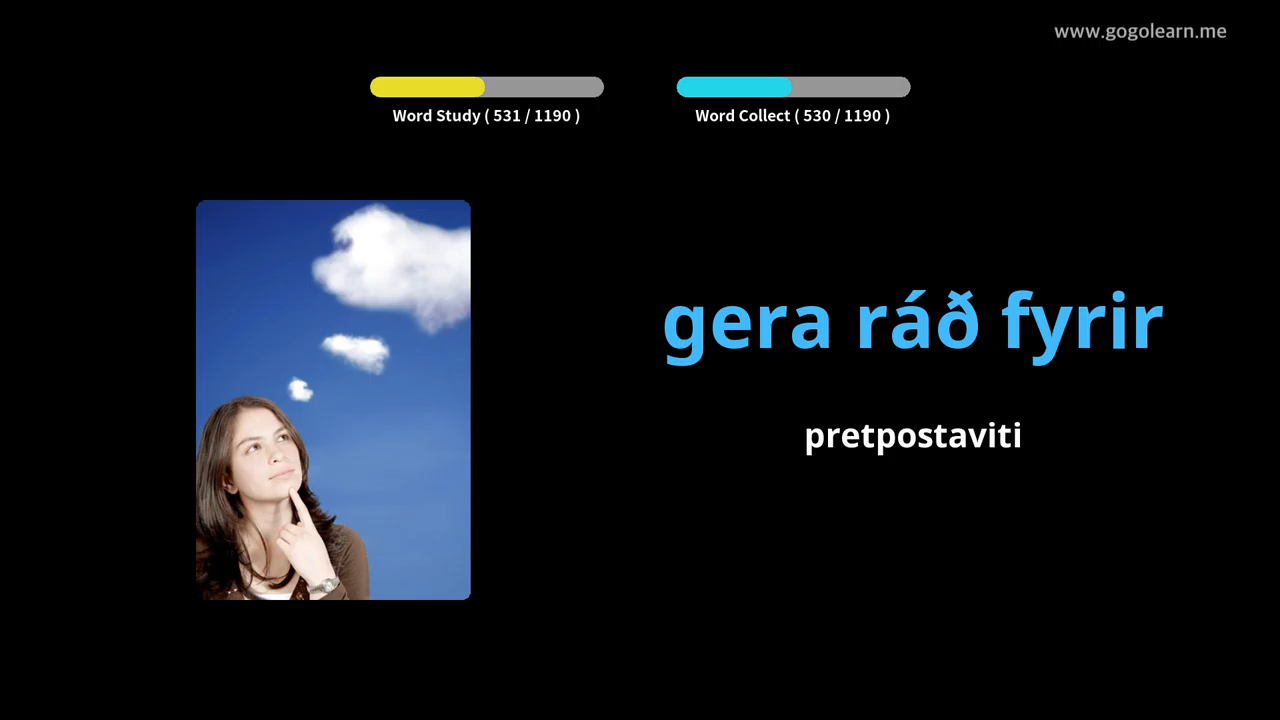 www.gogolearn.me
Word Study ( 531 / 1190 )
Word Collect ( 530 / 1190 )
gera ráð fyrir
pretpostaviti